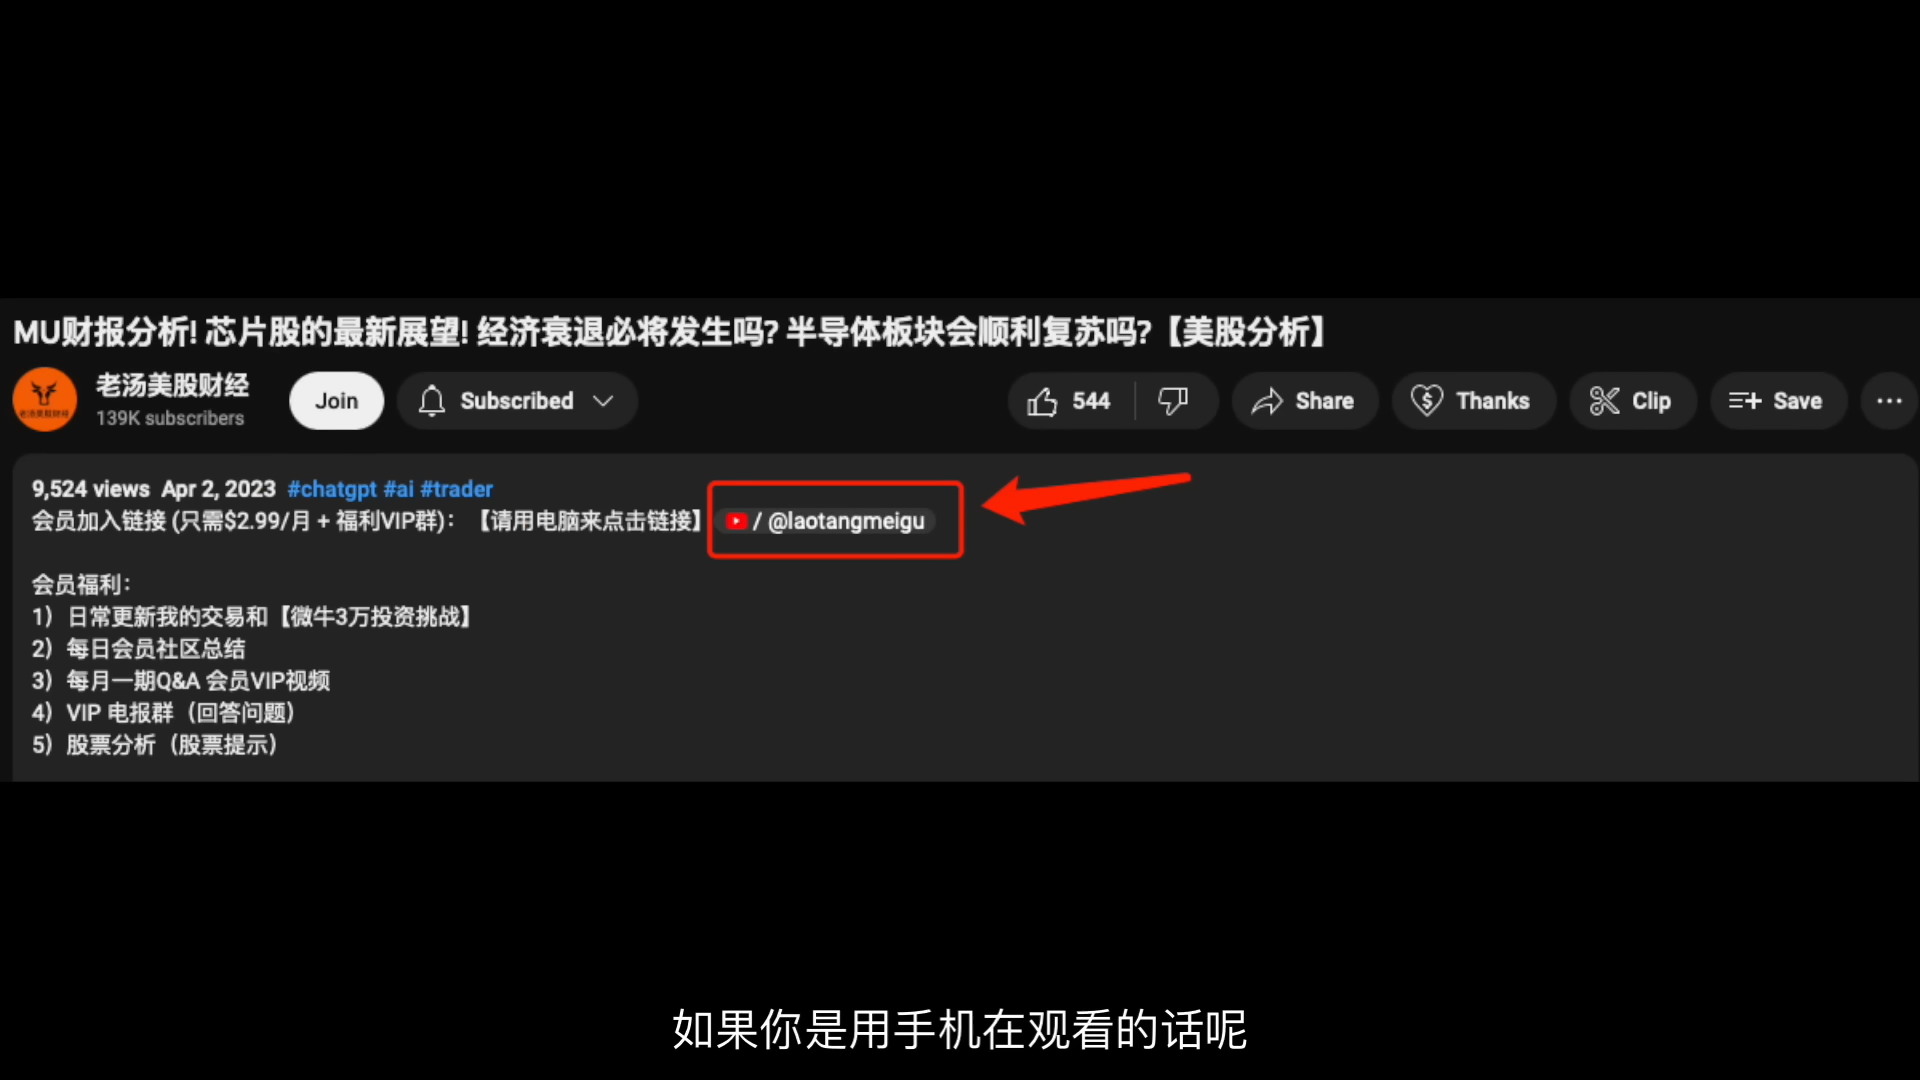 MU财报分析! 芯片股的最新展望! 经济衰退必将发生吗? 半导体板块会顺利复苏吗?【美股分析】
老汤美股财经
139K subscribers
Join
Subscribed
544
Share
Thanks
Clip
Save
9,524 views Apr 2, 2023 #chatgpt #ai #trader
会员加入链接 (只需$2.99/月 + 福利VIP群)：【请用电脑来点击链接】 / @laotangmeigu
会员福利：
1）日常更新我的交易和【微牛3万投资挑战】
2）每日会员社区总结
3）每月一期Q&A 会员VIP视频
4）VIP 电报群（回答问题）
5）股票分析（股票提示）
如果你是用手机在观看的话呢